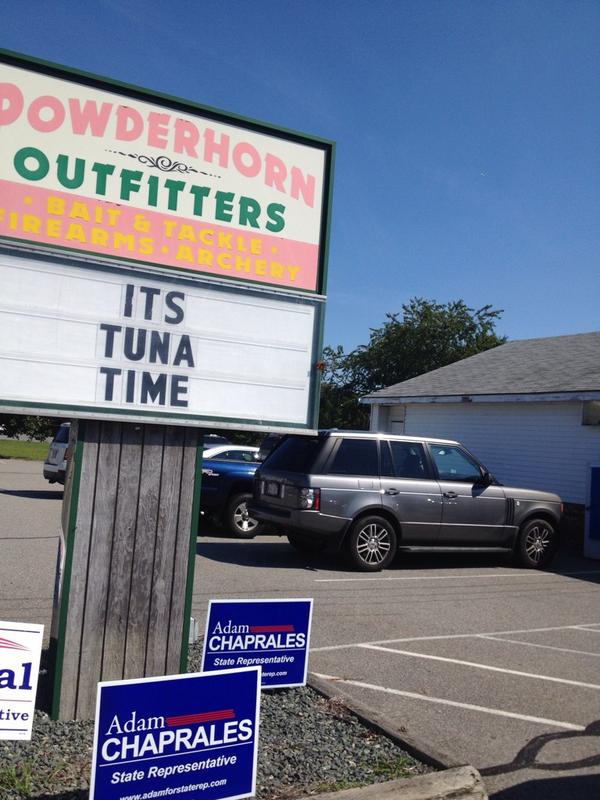 POWDERHORN
OUTFITTERS
• BAIT & TACKLE •
FIREARMS • ARCHERY
ITS
TUNA
TIME
Adam
CHAPRALES
State Representative
Adam
CHAPRALES
State Representative
www.adamforstaterep.com